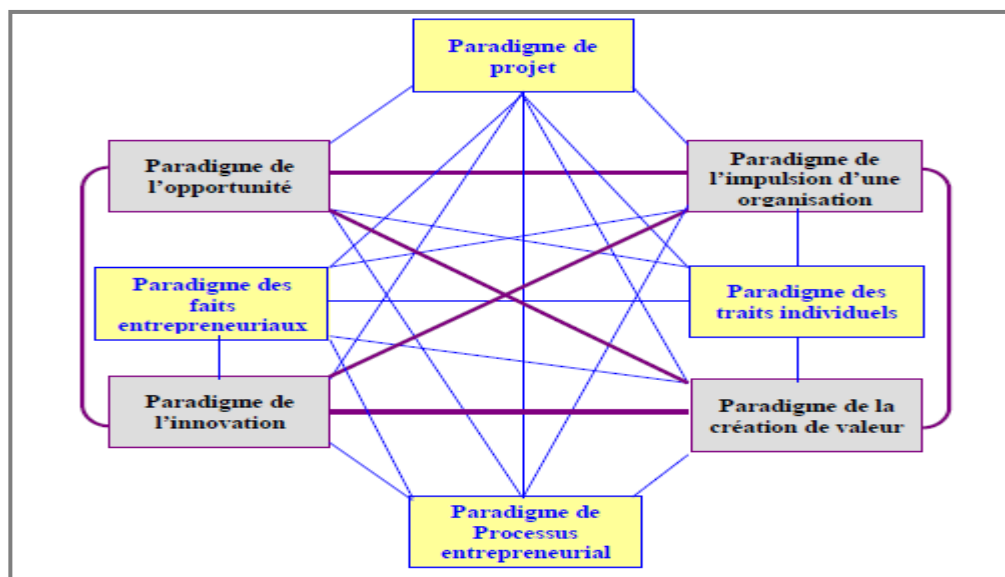 Paradigme de
projet
Paradigme de
l'opportunité
Paradigme de
l'impulsion d'une
organisation
Paradigme des
faits
entrepreneuriaux
Paradigme des
traits individuels
Paradigme de
l'innovation
Paradigme de la
création de valeur
Paradigme de
Processus
entrepreneurial